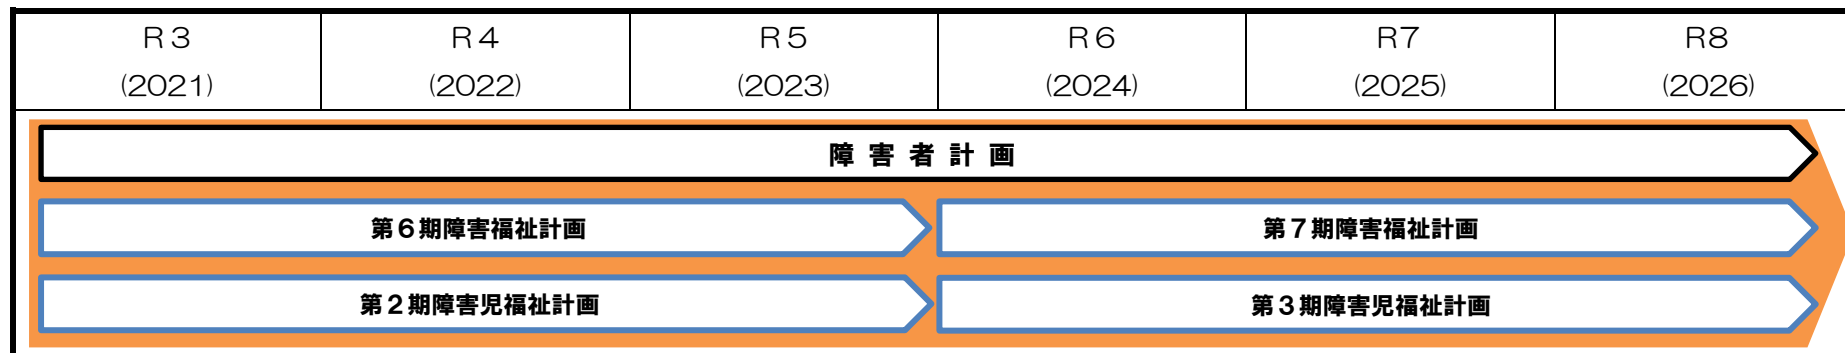 R3 R4 R5 R6 R7 R8
(2021) (2022) (2023) (2024) (2025) (2026)
障害者計画
第6期障害福祉計画 第7期障害福祉計画
第2期障害児福祉計画 第3期障害児福祉計画